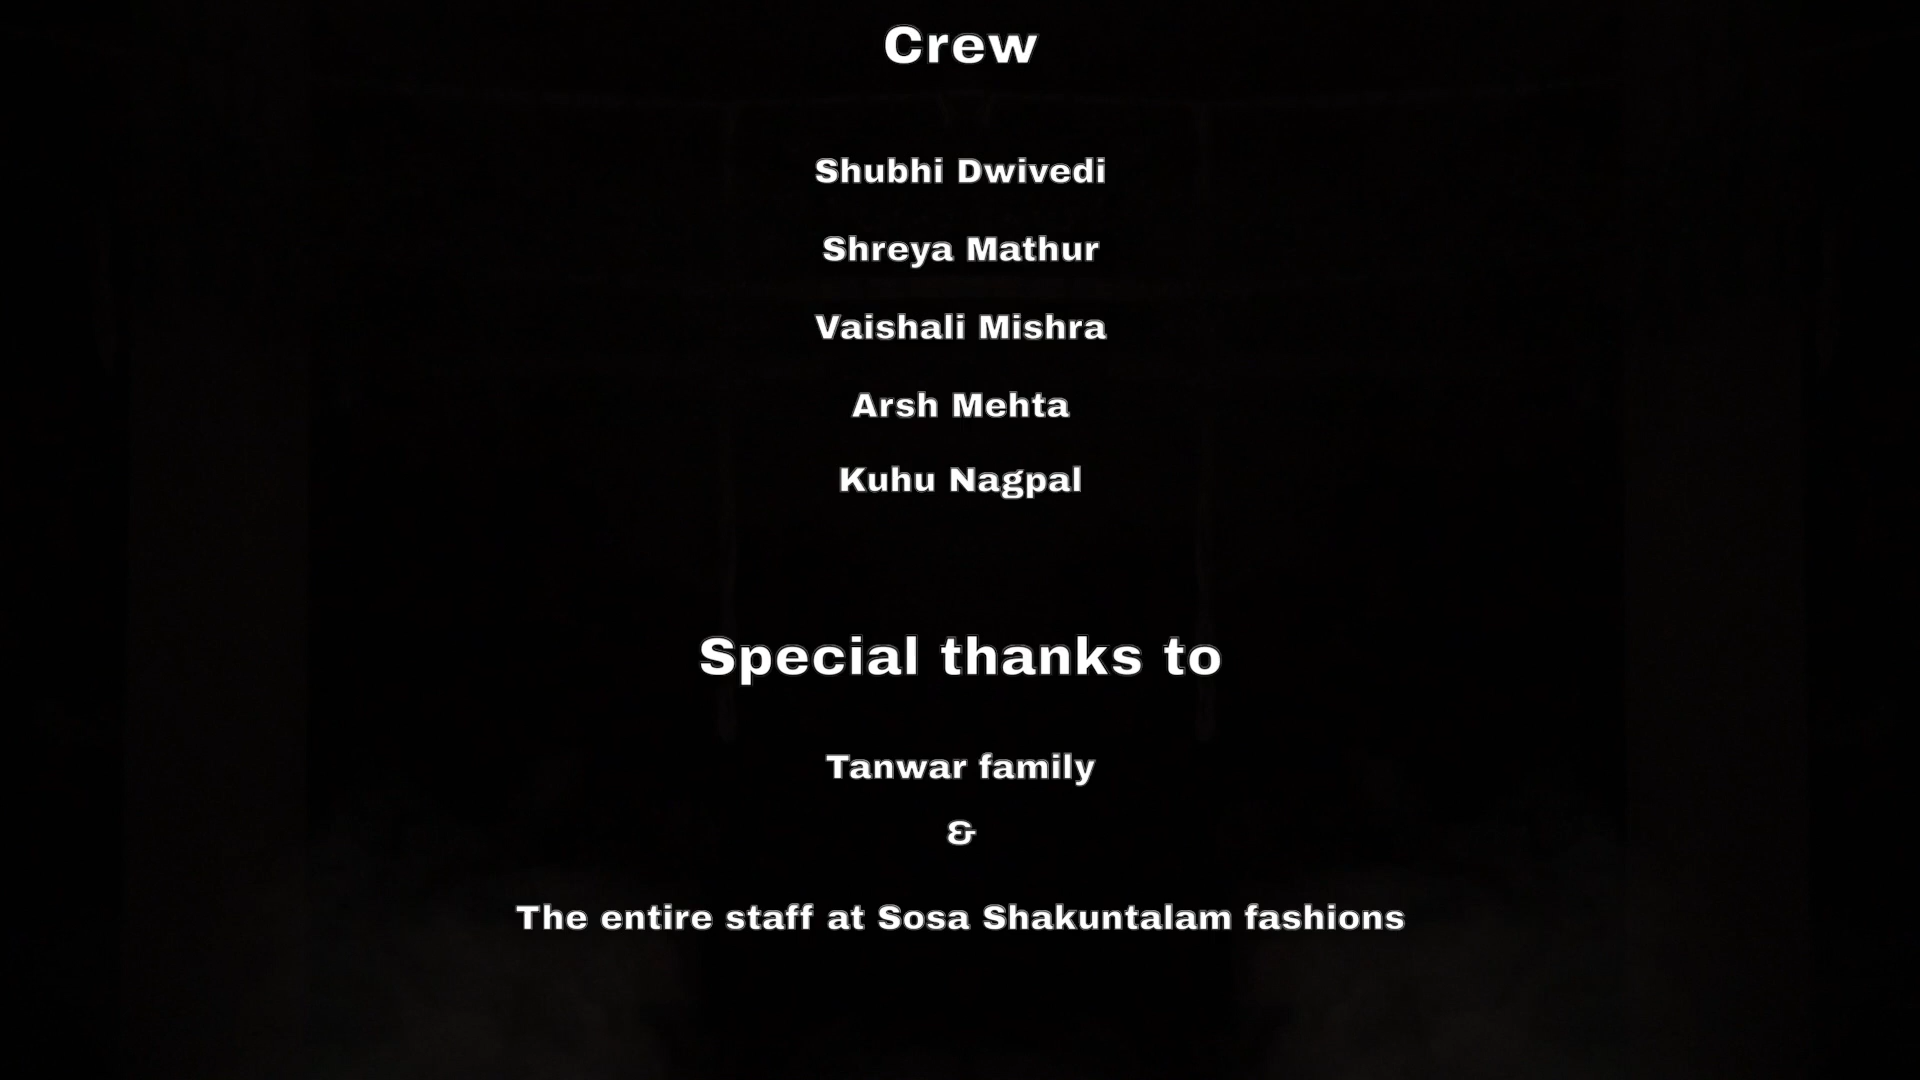 Crew
Shubhi Dwivedi
Shreya Mathur
Vaishali Mishra
Arsh Mehta
Kuhu Nagpal
Special thanks to
Tanwar family
&
The entire staff at Sosa Shakuntalam fashions